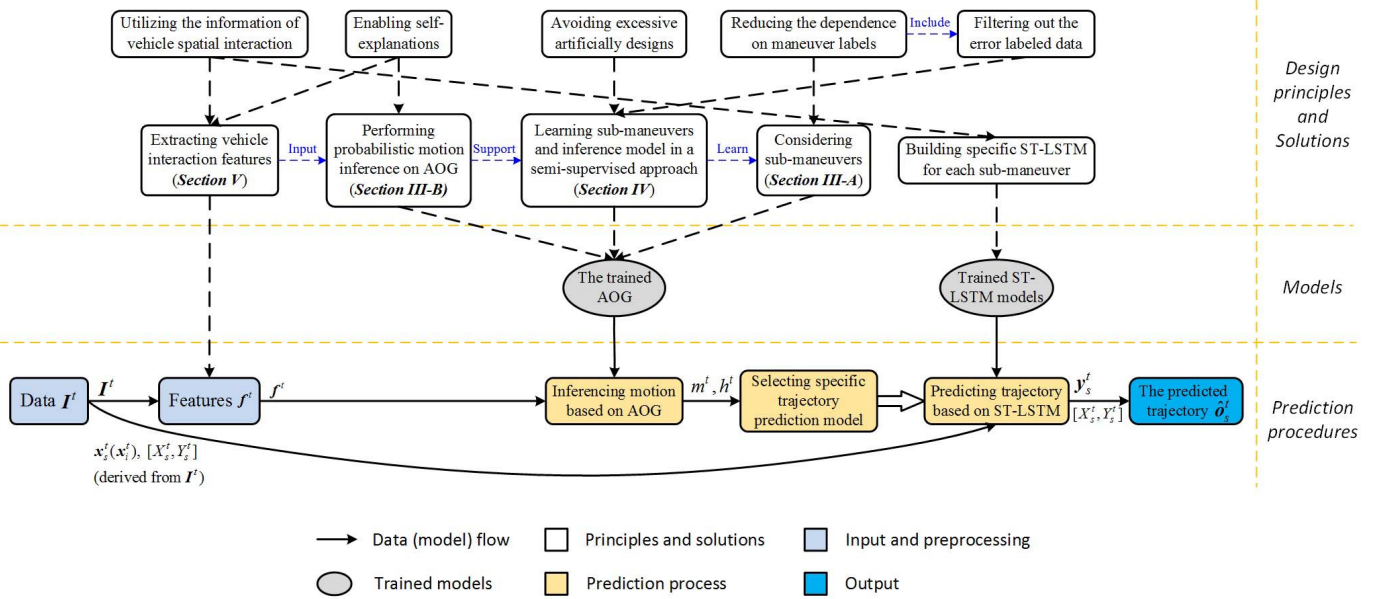 Utilizing the information of
vehicle spatial interaction
Enabling self-
explanations
Avoiding excessive
artificially designs
Reducing the dependence
on maneuver labels
Include
Filtering out the
error labeled data
Design
principles
and
Solutions
Extracting vehicle
interaction features
(Section V)
Input
Performing
probabilistic motion
inference on AOG
(Section III-B)
Support
Learning sub-maneuvers
and inference model in a
semi-supervised approach
(Section IV)
Learn
Considering
sub-maneuvers
(Section III-A)
Building specific ST-LSTM
for each sub-maneuver
The trained
AOG
Trained ST-
LSTM models
Models
Data I^t
I^t
Features f^t
f^t
Inferencing motion
based on AOG
m^t, h^t
Selecting specific
trajectory
prediction model
Predicting trajectory
based on ST-LSTM
y_s^t
[X_s^t, Y_s^t]
The predicted
trajectory ô_s^t
Prediction
procedures
x_s^t(x_i^t), [X_s^t, Y_s^t]
(derived from I^t)
Data (model) flow
Principles and solutions
Input and preprocessing
Trained models
Prediction process
Output